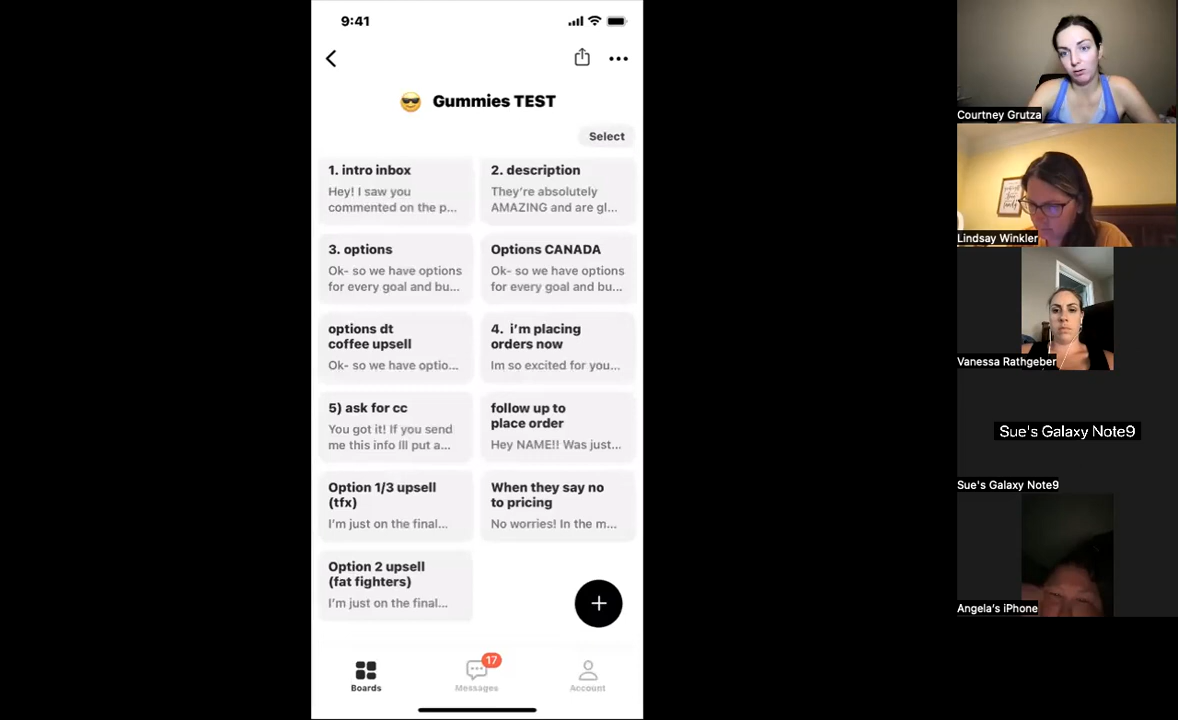 9:41
😎 Gummies TEST
Select
1. intro inbox
Hey! I saw you
commented on the p...
2. description
They're absolutely
AMAZING and are gl...
3. options
Ok- so we have options
for every goal and bu...
Options CANADA
Ok- so we have options
for every goal and bu...
options dt
coffee upsell
Ok- so we have optio...
4. i'm placing
orders now
Im so excited for you...
5) ask for cc
You got it! If you send
me this info Ill put a...
follow up to
place order
Hey NAME!! Was just...
Option 1/3 upsell
(tfx)
I'm just on the final...
When they say no
to pricing
No worries! In the m...
Option 2 upsell
(fat fighters)
I'm just on the final...
Boards
17
Messages
Account
Courtney Grutza
Lindsay Winkler
Vanessa Rathgeber
Sue's Galaxy Note9
Sue's Galaxy Note9
Angela's iPhone